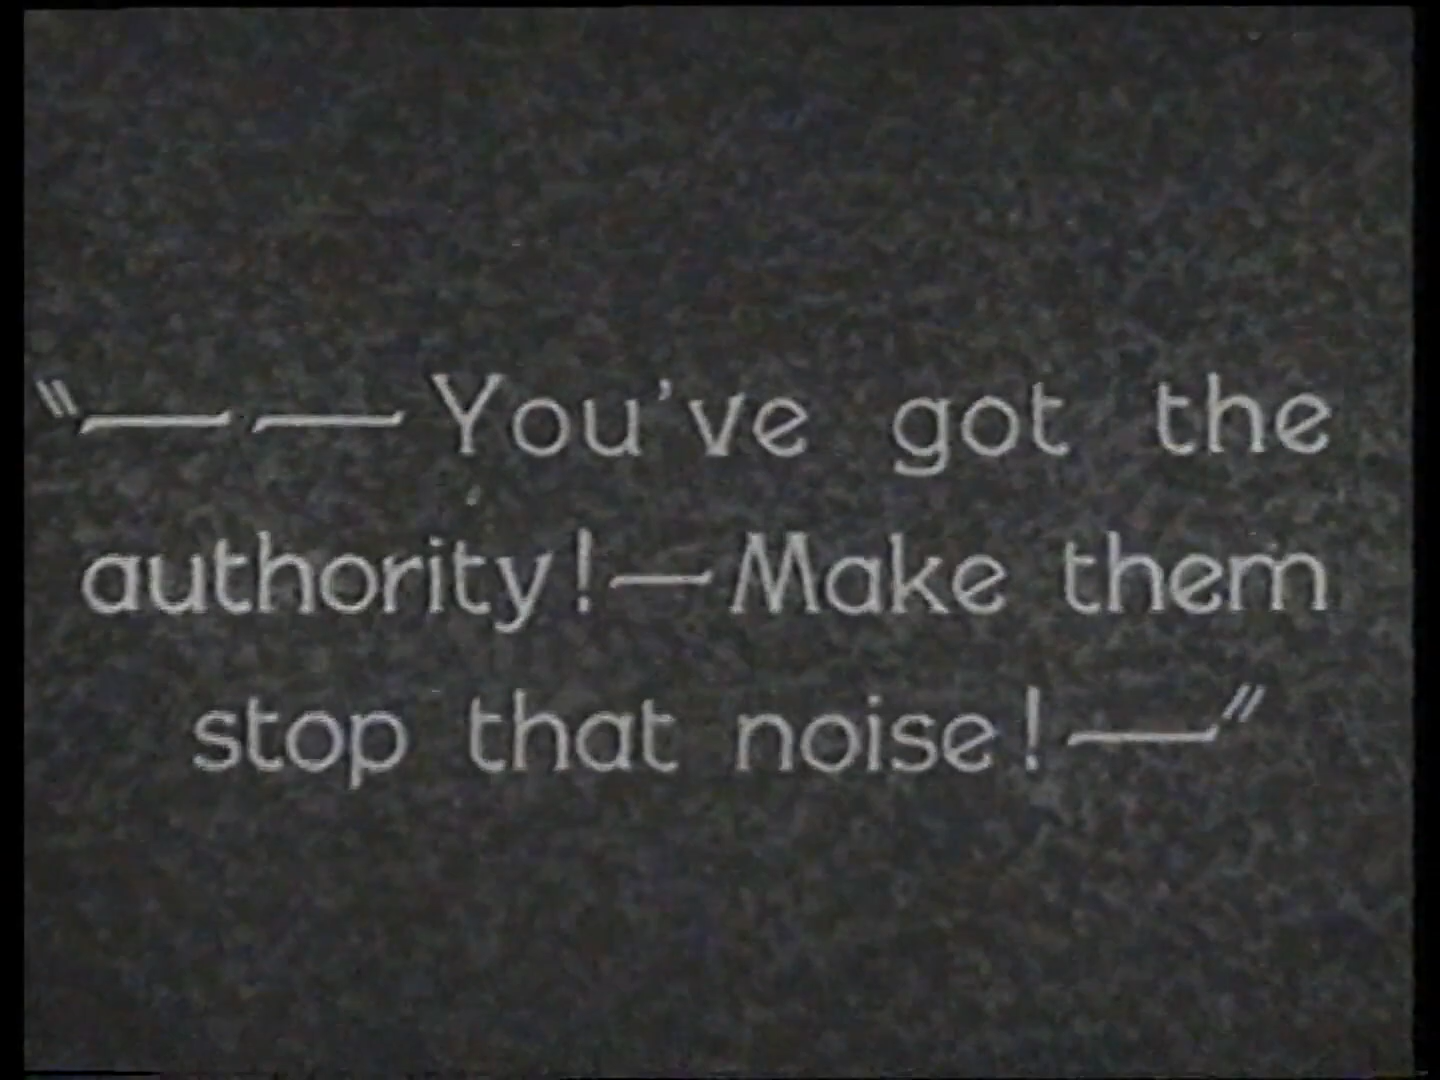 "— — You've got the
authority!—Make them
stop that noise!—"